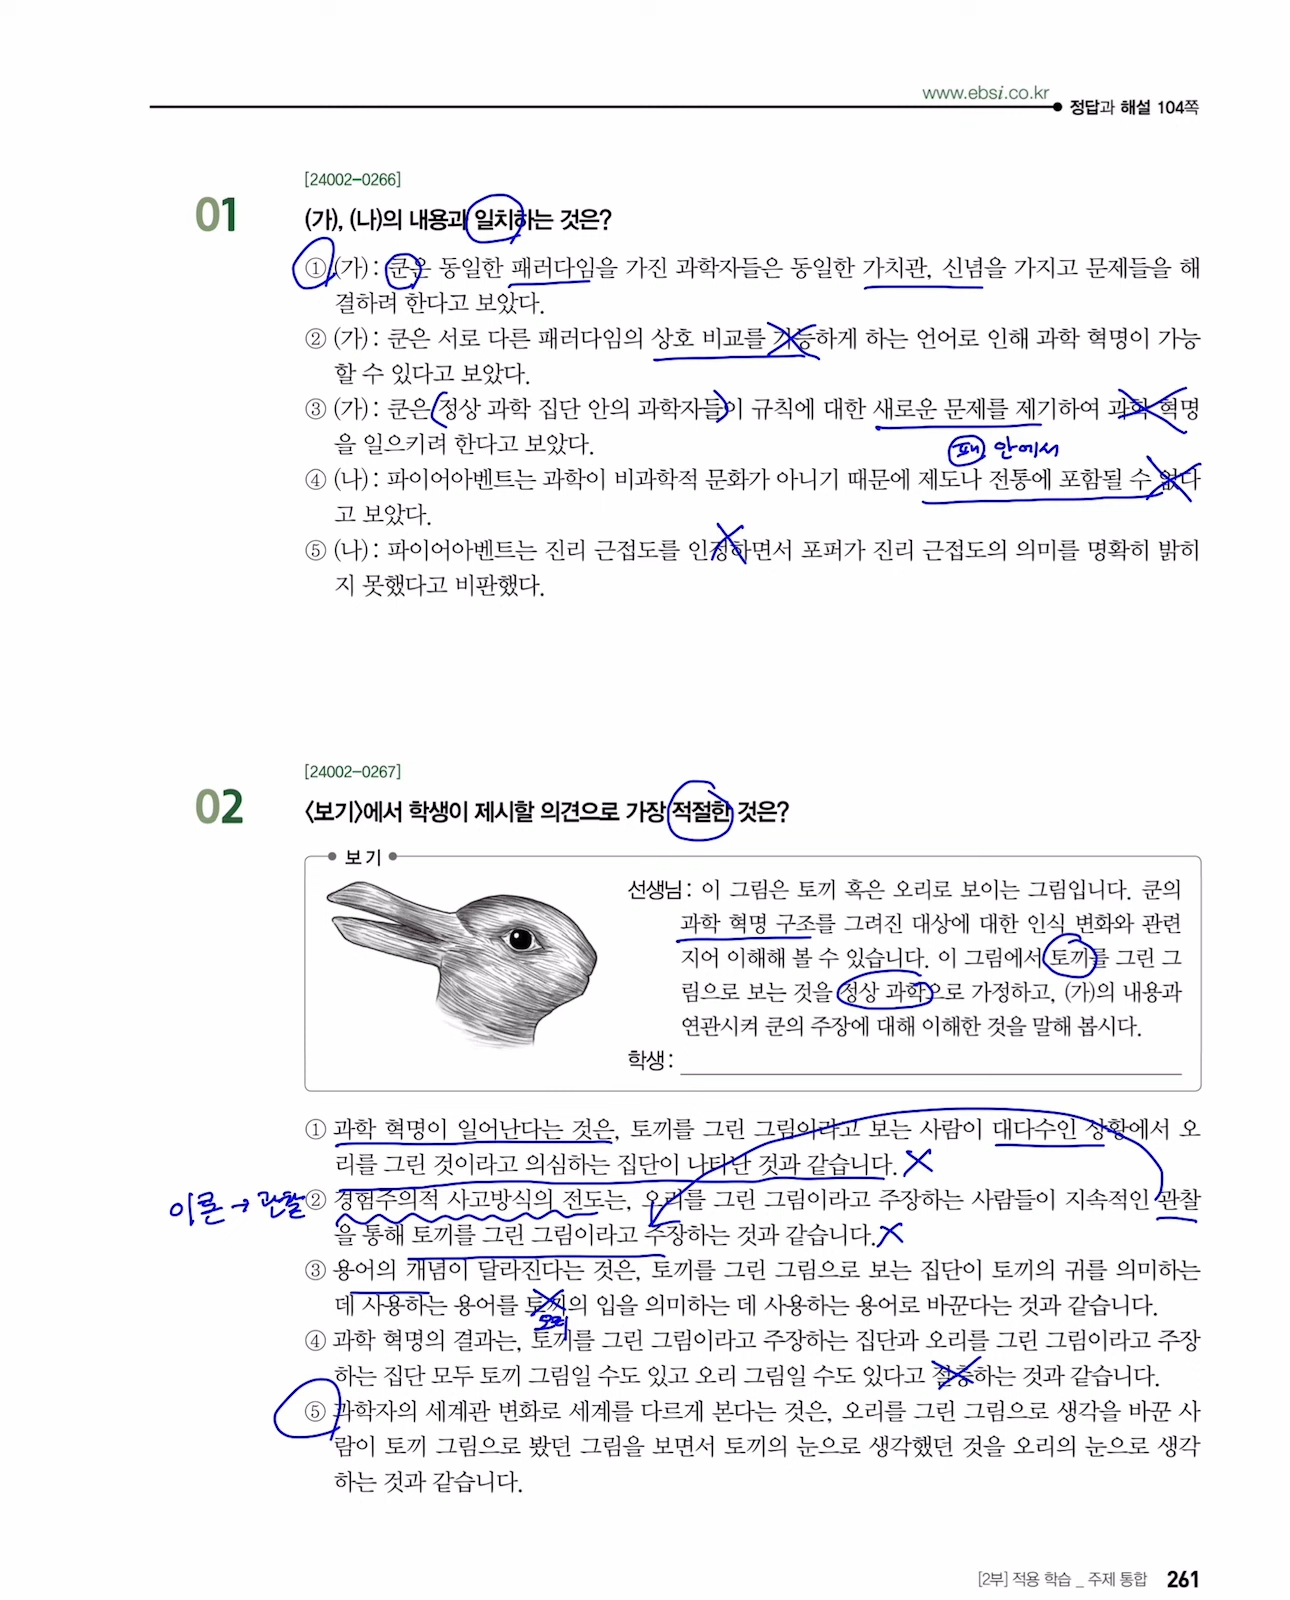 www.ebsi.co.kr
정답과 해설 104쪽
[24002-0266]
01
(가), (나)의 내용과 일치하는 것은?
① (가): 쿤은 동일한 패러다임을 가진 과학자들은 동일한 가치관, 신념을 가지고 문제들을 해
결하려 한다고 보았다.
② (가): 쿤은 서로 다른 패러다임의 상호 비교를 가능하게 하는 언어로 인해 과학 혁명이 가능
할 수 있다고 보았다.
③ (가): 쿤은 정상 과학 집단 안의 과학자들이 규칙에 대한 새로운 문제를 제기하여 과학 혁명
을 일으키려 한다고 보았다.
패 안에서
④ (나): 파이어아벤트는 과학이 비과학적 문화가 아니기 때문에 제도나 전통에 포함될 수 없다
고 보았다.
⑤ (나): 파이어아벤트는 진리 근접도를 인정하면서 포퍼가 진리 근접도의 의미를 명확히 밝히
지 못했다고 비판했다.
[24002-0267]
02
<보기>에서 학생이 제시할 의견으로 가장 적절한 것은?
보기
선생님: 이 그림은 토끼 혹은 오리로 보이는 그림입니다. 쿤의
과학 혁명 구조를 그려진 대상에 대한 인식 변화와 관련
지어 이해해 볼 수 있습니다. 이 그림에서 토끼를 그린 그
림으로 보는 것을 정상 과학으로 가정하고, (가)의 내용과
연관시켜 쿤의 주장에 대해 이해한 것을 말해 봅시다.
학생:
① 과학 혁명이 일어난다는 것은, 토끼를 그린 그림이라고 보는 사람이 대다수인 상황에서 오
리를 그린 것이라고 의심하는 집단이 나타난 것과 같습니다.
이론 → 관찰
② 경험주의적 사고방식의 전도는, 오리를 그린 그림이라고 주장하는 사람들이 지속적인 관찰
을 통해 토끼를 그린 그림이라고 주장하는 것과 같습니다.
③ 용어의 개념이 달라진다는 것은, 토끼를 그린 그림으로 보는 집단이 토끼의 귀를 의미하는
데 사용하는 용어를 토끼의 입을 의미하는 데 사용하는 용어로 바꾼다는 것과 같습니다.
오리
④ 과학 혁명의 결과는, 토끼를 그린 그림이라고 주장하는 집단과 오리를 그린 그림이라고 주장
하는 집단 모두 토끼 그림일 수도 있고 오리 그림일 수도 있다고 절충하는 것과 같습니다.
⑤ 과학자의 세계관 변화로 세계를 다르게 본다는 것은, 오리를 그린 그림으로 생각을 바꾼 사
람이 토끼 그림으로 봤던 그림을 보면서 토끼의 눈으로 생각했던 것을 오리의 눈으로 생각
하는 것과 같습니다.
[2부] 적용 학습 _ 주제 통합 261